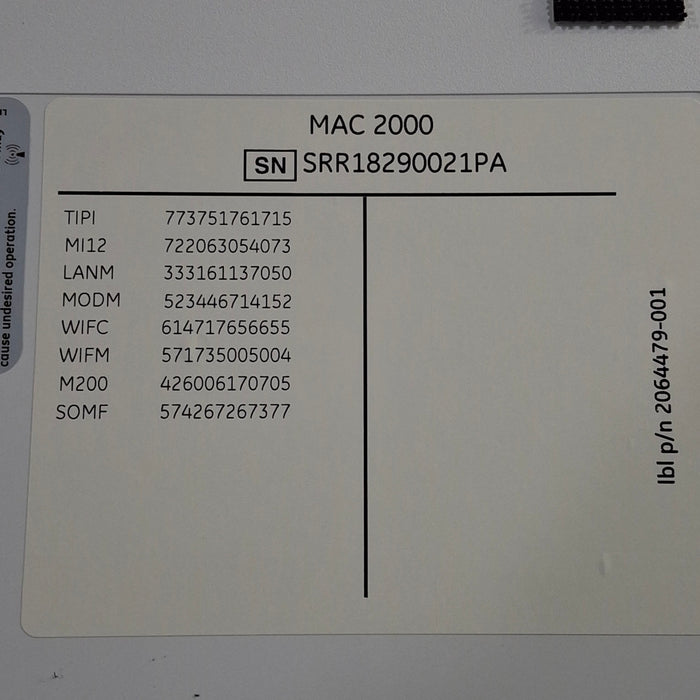 MAC 2000
SN SRR18290021PA
TIPI 773751761715
MI12 722063054073
LANM 333161137050
MODM 523446714152
WIFC 614717656655
WIFM 571735005004
M200 426006170705
SOMF 574267267377
lbl p/n 2064479-001
cause undesired operation.